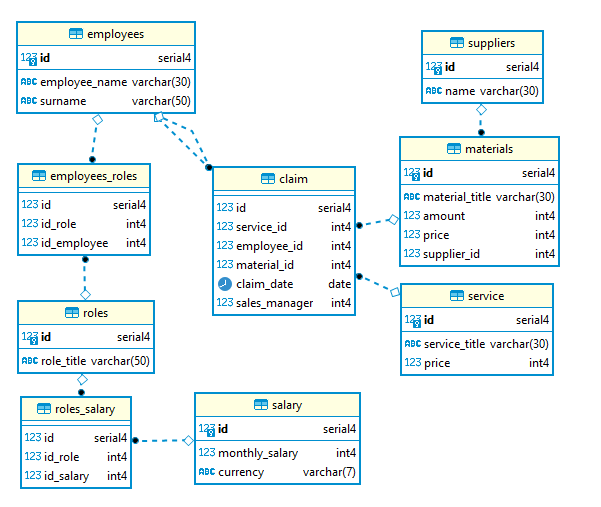 employees
123 id serial4
ABC employee_name varchar(30)
ABC surname varchar(50)
suppliers
123 id serial4
ABC name varchar(30)
employees_roles
123 id serial4
123 id_role int4
123 id_employee int4
claim
123 id serial4
123 service_id int4
123 employee_id int4
123 material_id int4
claim_date date
123 sales_manager int4
materials
123 id serial4
ABC material_title varchar(30)
123 amount int4
123 price int4
123 supplier_id int4
roles
123 id serial4
ABC role_title varchar(50)
service
123 id serial4
ABC service_title varchar(30)
123 price int4
roles_salary
123 id serial4
123 id_role int4
123 id_salary int4
salary
123 id serial4
123 monthly_salary int4
ABC currency varchar(7)